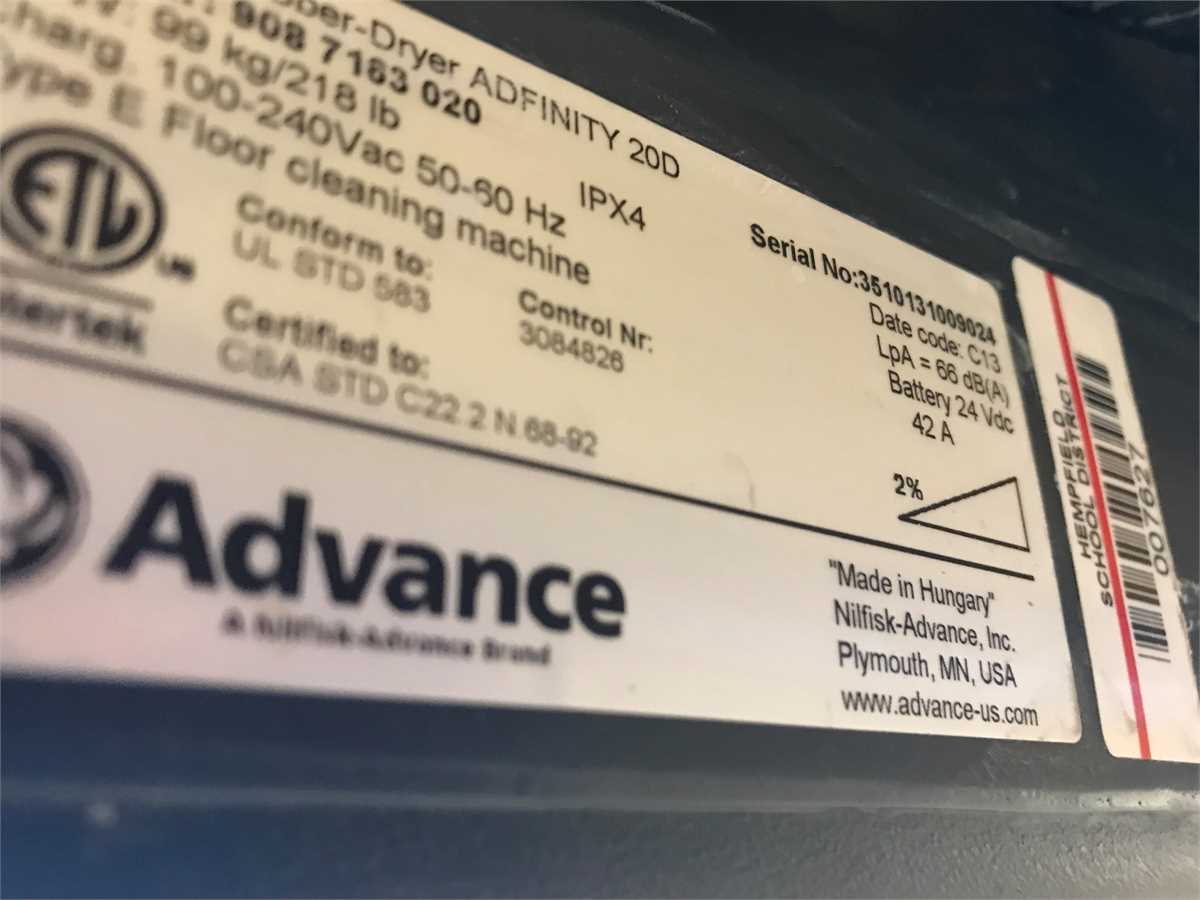 ADFINITY 20D
908 7163 020
99 kg/218 lb
IPX4
100-240Vac 50-60 Hz
Type E Floor cleaning machine
ETL
US
Intertek
Conform to:
UL STD 583
Control Nr:
3084826
Certified to:
CSA STD C22.2 N.68-92
Serial No:3510131009024
Date code: C13
LpA = 66 dB(A)
Battery 24 Vdc
42 A
2%
Advance
A Nilfisk-Advance Brand
"Made in Hungary"
Nilfisk-Advance, Inc.
Plymouth, MN, USA
www.advance-us.com
HEMPFIELD
SCHOOL DISTRICT
007627